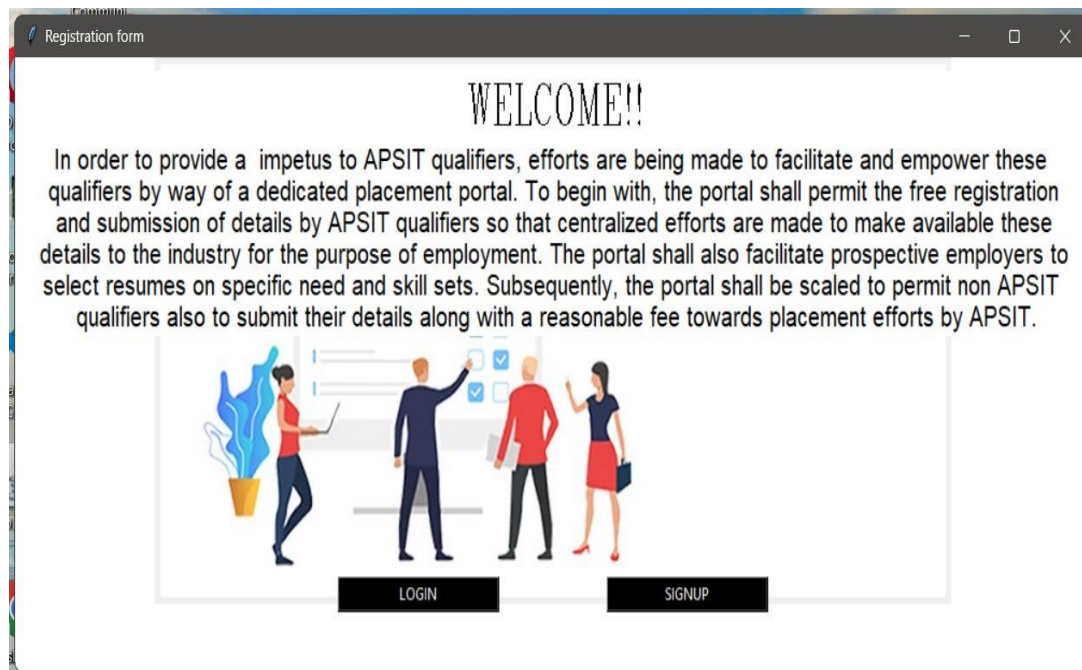 Registration form
WELCOME!!
In order to provide a  impetus to APSIT qualifiers, efforts are being made to facilitate and empower these
qualifiers by way of a dedicated placement portal. To begin with, the portal shall permit the free registration
and submission of details by APSIT qualifiers so that centralized efforts are made to make available these
details to the industry for the purpose of employment. The portal shall also facilitate prospective employers to
select resumes on specific need and skill sets. Subsequently, the portal shall be scaled to permit non APSIT
qualifiers also to submit their details along with a reasonable fee towards placement efforts by APSIT.
LOGIN
SIGNUP